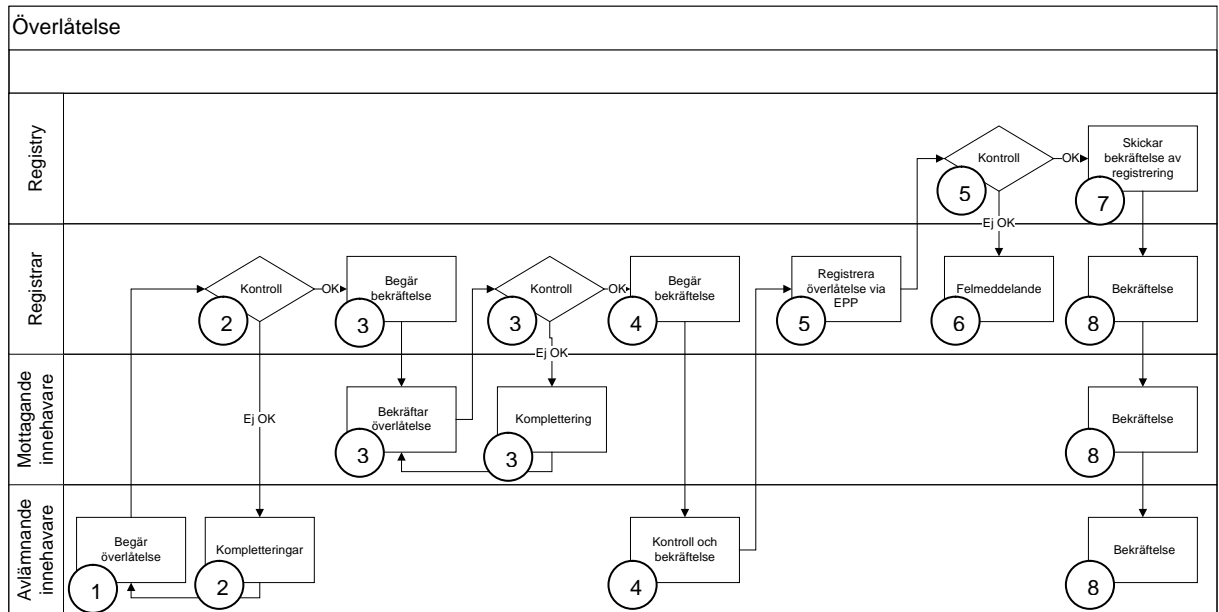 Överlåtelse
Registry
Kontroll
5
OK
Skickar
bekräftelse av
registrering
7
Ej OK
Registrar
Kontroll
2
OK
Begär
bekräftelse
3
Kontroll
3
OK
Begär
bekräftelse
4
Registrera
överlåtelse via
EPP
5
Felmeddelande
6
Bekräftelse
8
Ej OK
Mottagande
innehavare
Ej OK
Bekräftar
överlåtelse
3
Komplettering
3
Bekräftelse
8
Avlämnande
innehavare
Begär
överlåtelse
1
Kompletteringar
2
Kontroll och
bekräftelse
4
Bekräftelse
8